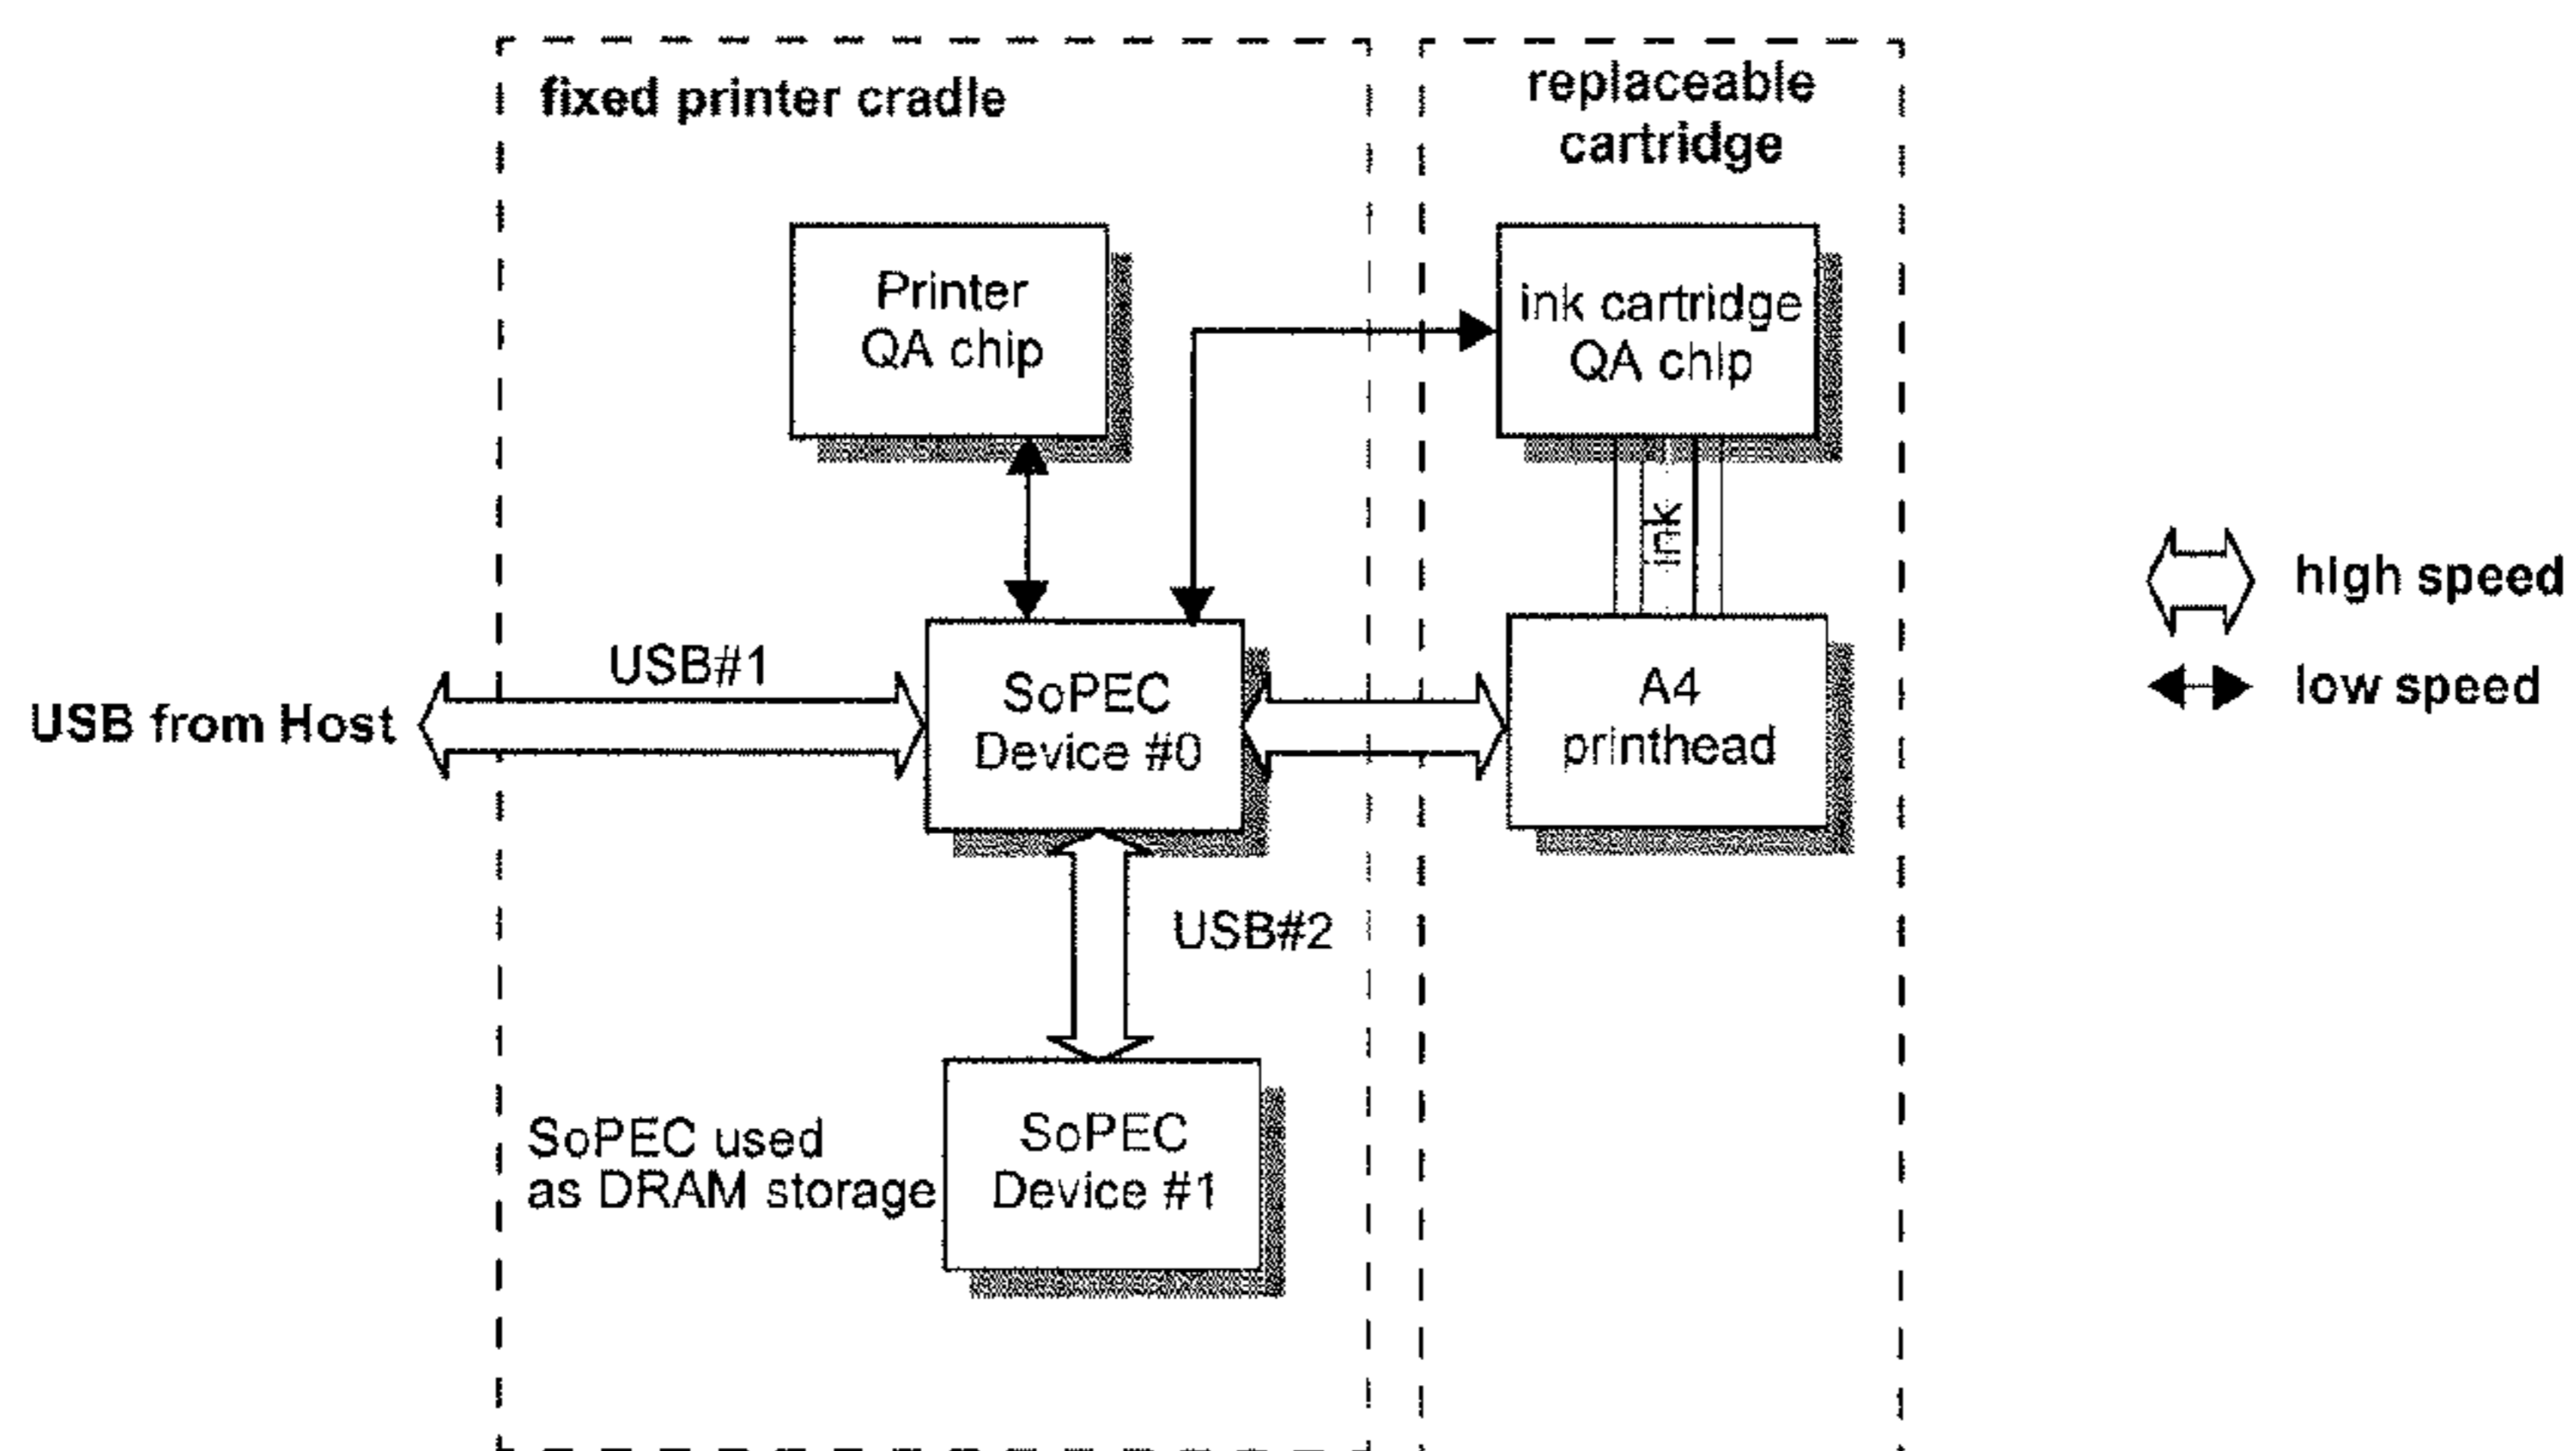 fixed printer cradle
replaceable
cartridge
Printer
QA chip
ink cartridge
QA chip
ink
high speed
low speed
USB#1
USB from Host
SoPEC
Device #0
A4
printhead
USB#2
SoPEC used
as DRAM storage
SoPEC
Device #1